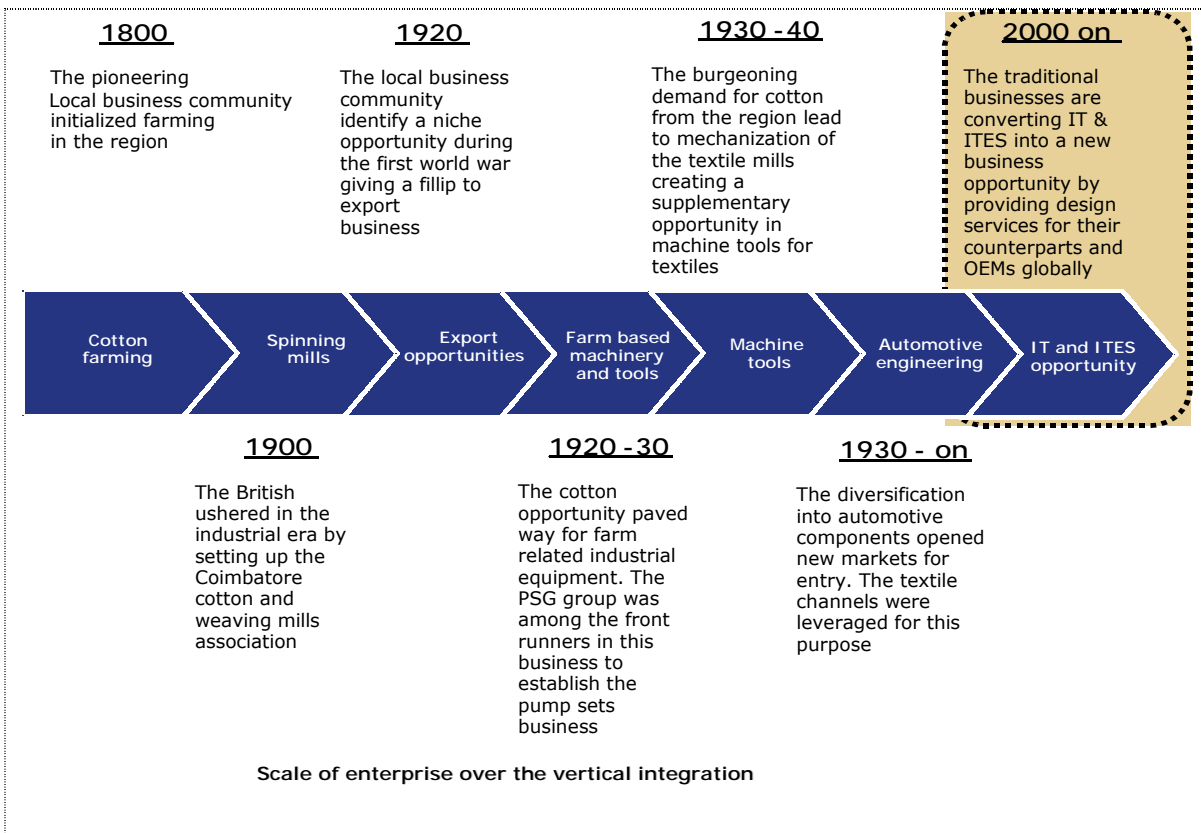 1800
The pioneering
Local business community
initialized farming
in the region
1920
The local business
community
identify a niche
opportunity during
the first world war
giving a fillip to
export
business
1930 -40
The burgeoning
demand for cotton
from the region lead
to mechanization of
the textile mills
creating a
supplementary
opportunity in
machine tools for
textiles
2000 on
The traditional
businesses are
converting IT &
ITES into a new
business
opportunity by
providing design
services for their
counterparts and
OEMs globally
Cotton
farming
Spinning
mills
Export
opportunities
Farm based
machinery
and tools
Machine
tools
Automotive
engineering
IT and ITES
opportunity
1900
The British
ushered in the
industrial era by
setting up the
Coimbatore
cotton and
weaving mills
association
1920 -30
The cotton
opportunity paved
way for farm
related industrial
equipment. The
PSG group was
among the front
runners in this
business to
establish the
pump sets
business
1930 - on
The diversification
into automotive
components opened
new markets for
entry. The textile
channels were
leveraged for this
purpose
Scale of enterprise over the vertical integration